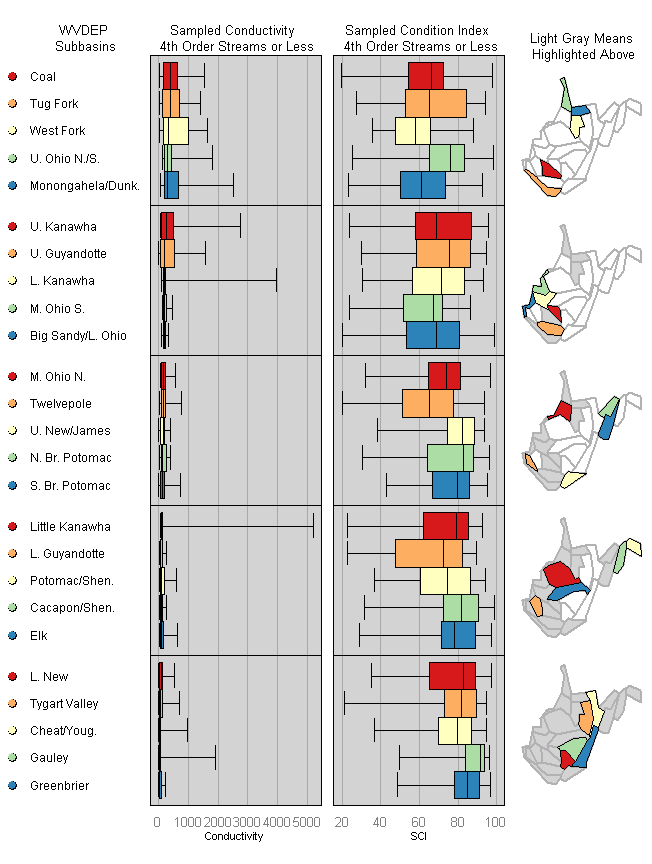 WVDEP
Subbasins
Sampled Conductivity
4th Order Streams or Less
Sampled Condition Index
4th Order Streams or Less
Light Gray Means
Highlighted Above
Coal
Tug Fork
West Fork
U. Ohio N./S.
Monongahela/Dunk.
U. Kanawha
U. Guyandotte
L. Kanawha
M. Ohio S.
Big Sandy/L. Ohio
M. Ohio N.
Twelvepole
U. New/James
N. Br. Potomac
S. Br. Potomac
Little Kanawha
L. Guyandotte
Potomac/Shen.
Cacapon/Shen.
Elk
L. New
Tygart Valley
Cheat/Youg.
Gauley
Greenbrier
0 1000 2000 3000 4000 5000
20 40 60 80 100
Conductivity
SCI